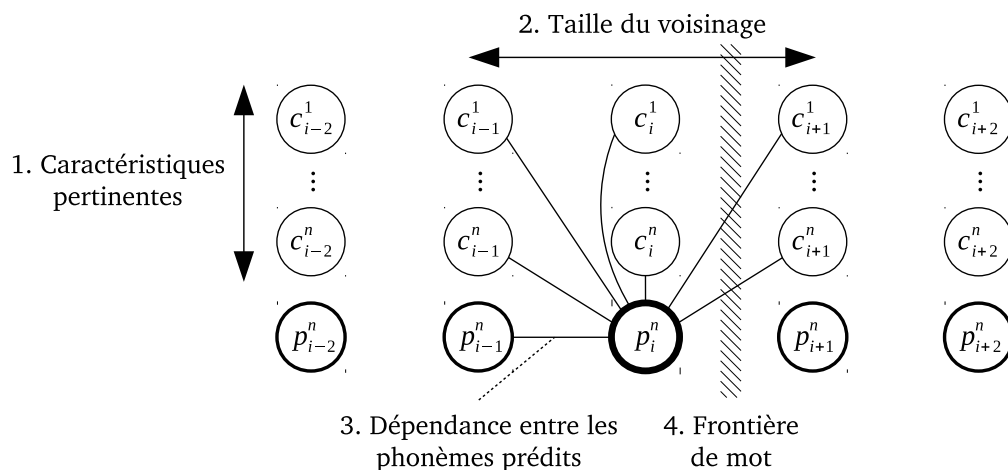 2. Taille du voisinage
c¹ᵢ₋₂ c¹ᵢ₋₁ c¹ᵢ c¹ᵢ₊₁ c¹ᵢ₊₂
1. Caractéristiques
pertinentes
⋮ ⋮ ⋮ ⋮ ⋮
cⁿᵢ₋₂ cⁿᵢ₋₁ cⁿᵢ cⁿᵢ₊₁ cⁿᵢ₊₂
pⁿᵢ₋₂ pⁿᵢ₋₁ pⁿᵢ pⁿᵢ₊₁ pⁿᵢ₊₂
3. Dépendance entre les
phonèmes prédits
4. Frontière
de mot